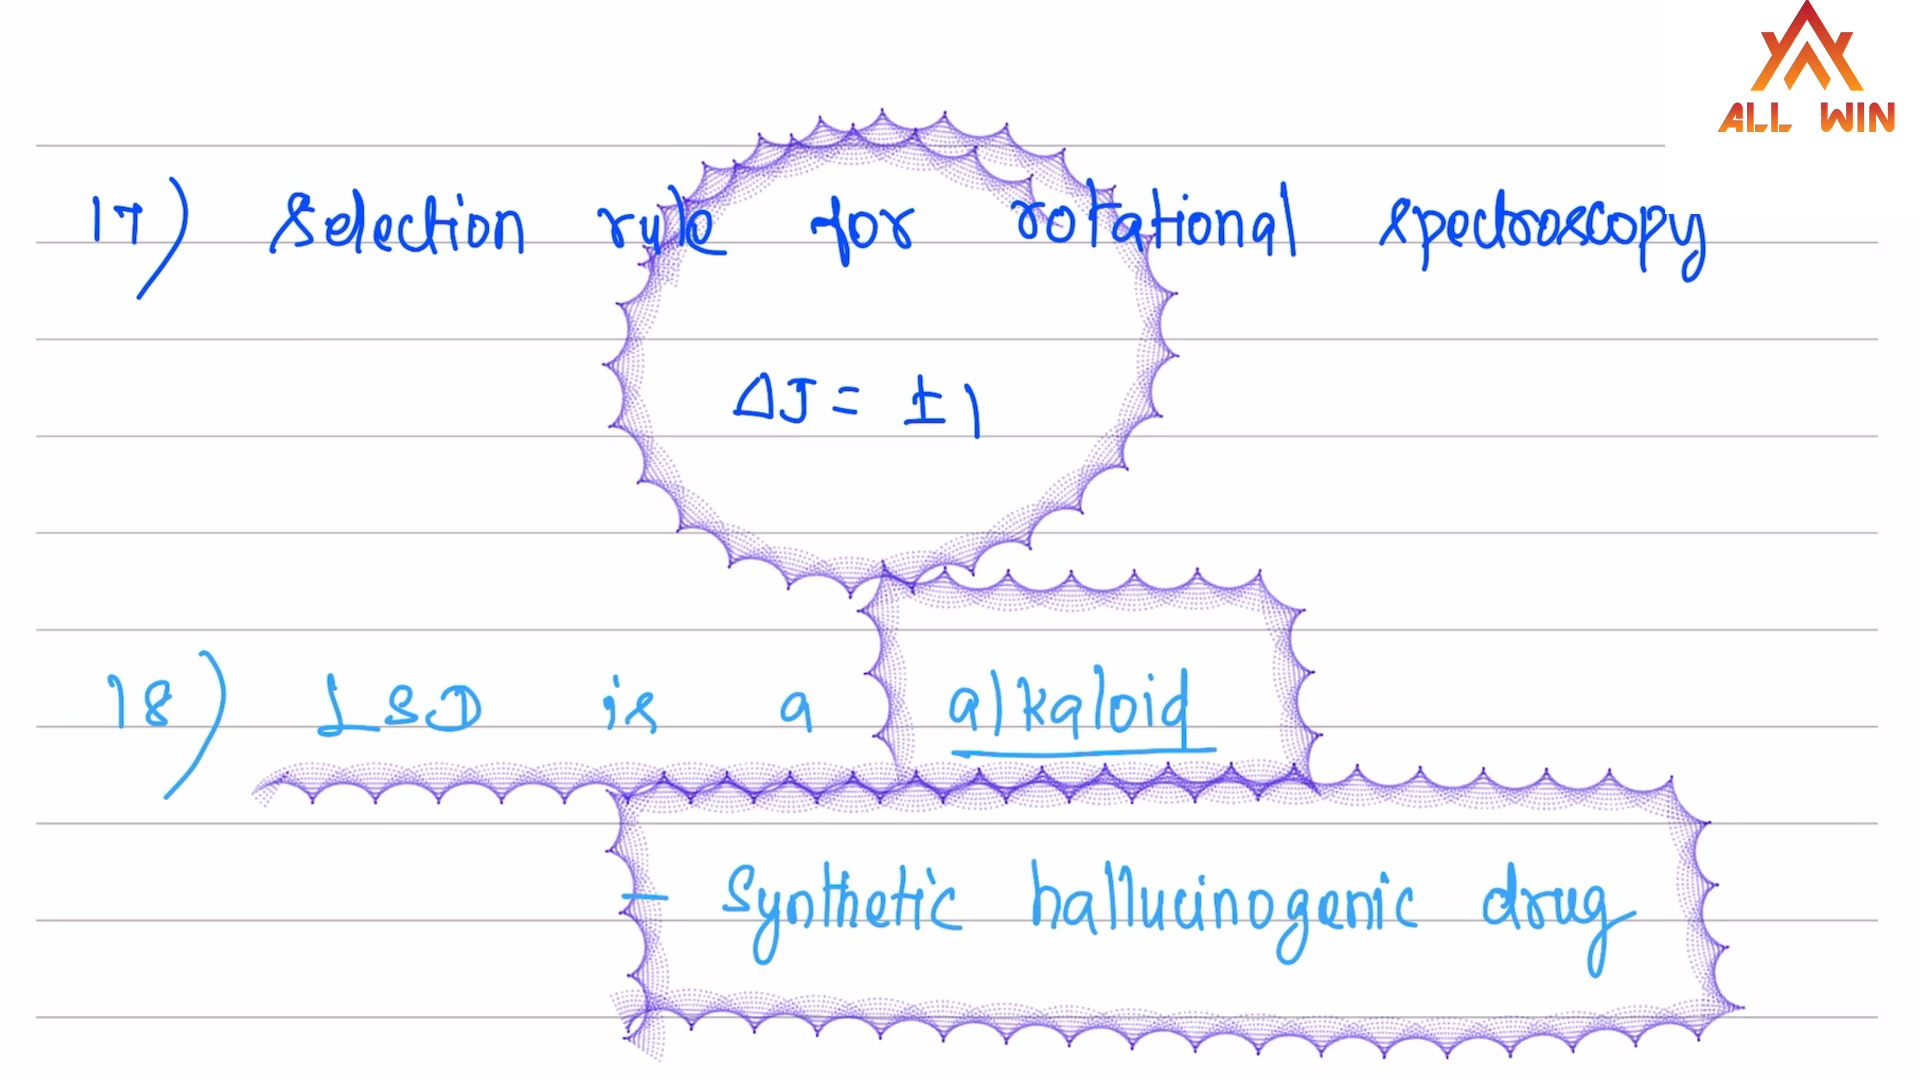 ALL WIN
17) Selection rule for rotational spectroscopy
ΔJ = ±1
18) LSD is a alkaloid
- Synthetic hallucinogenic drug